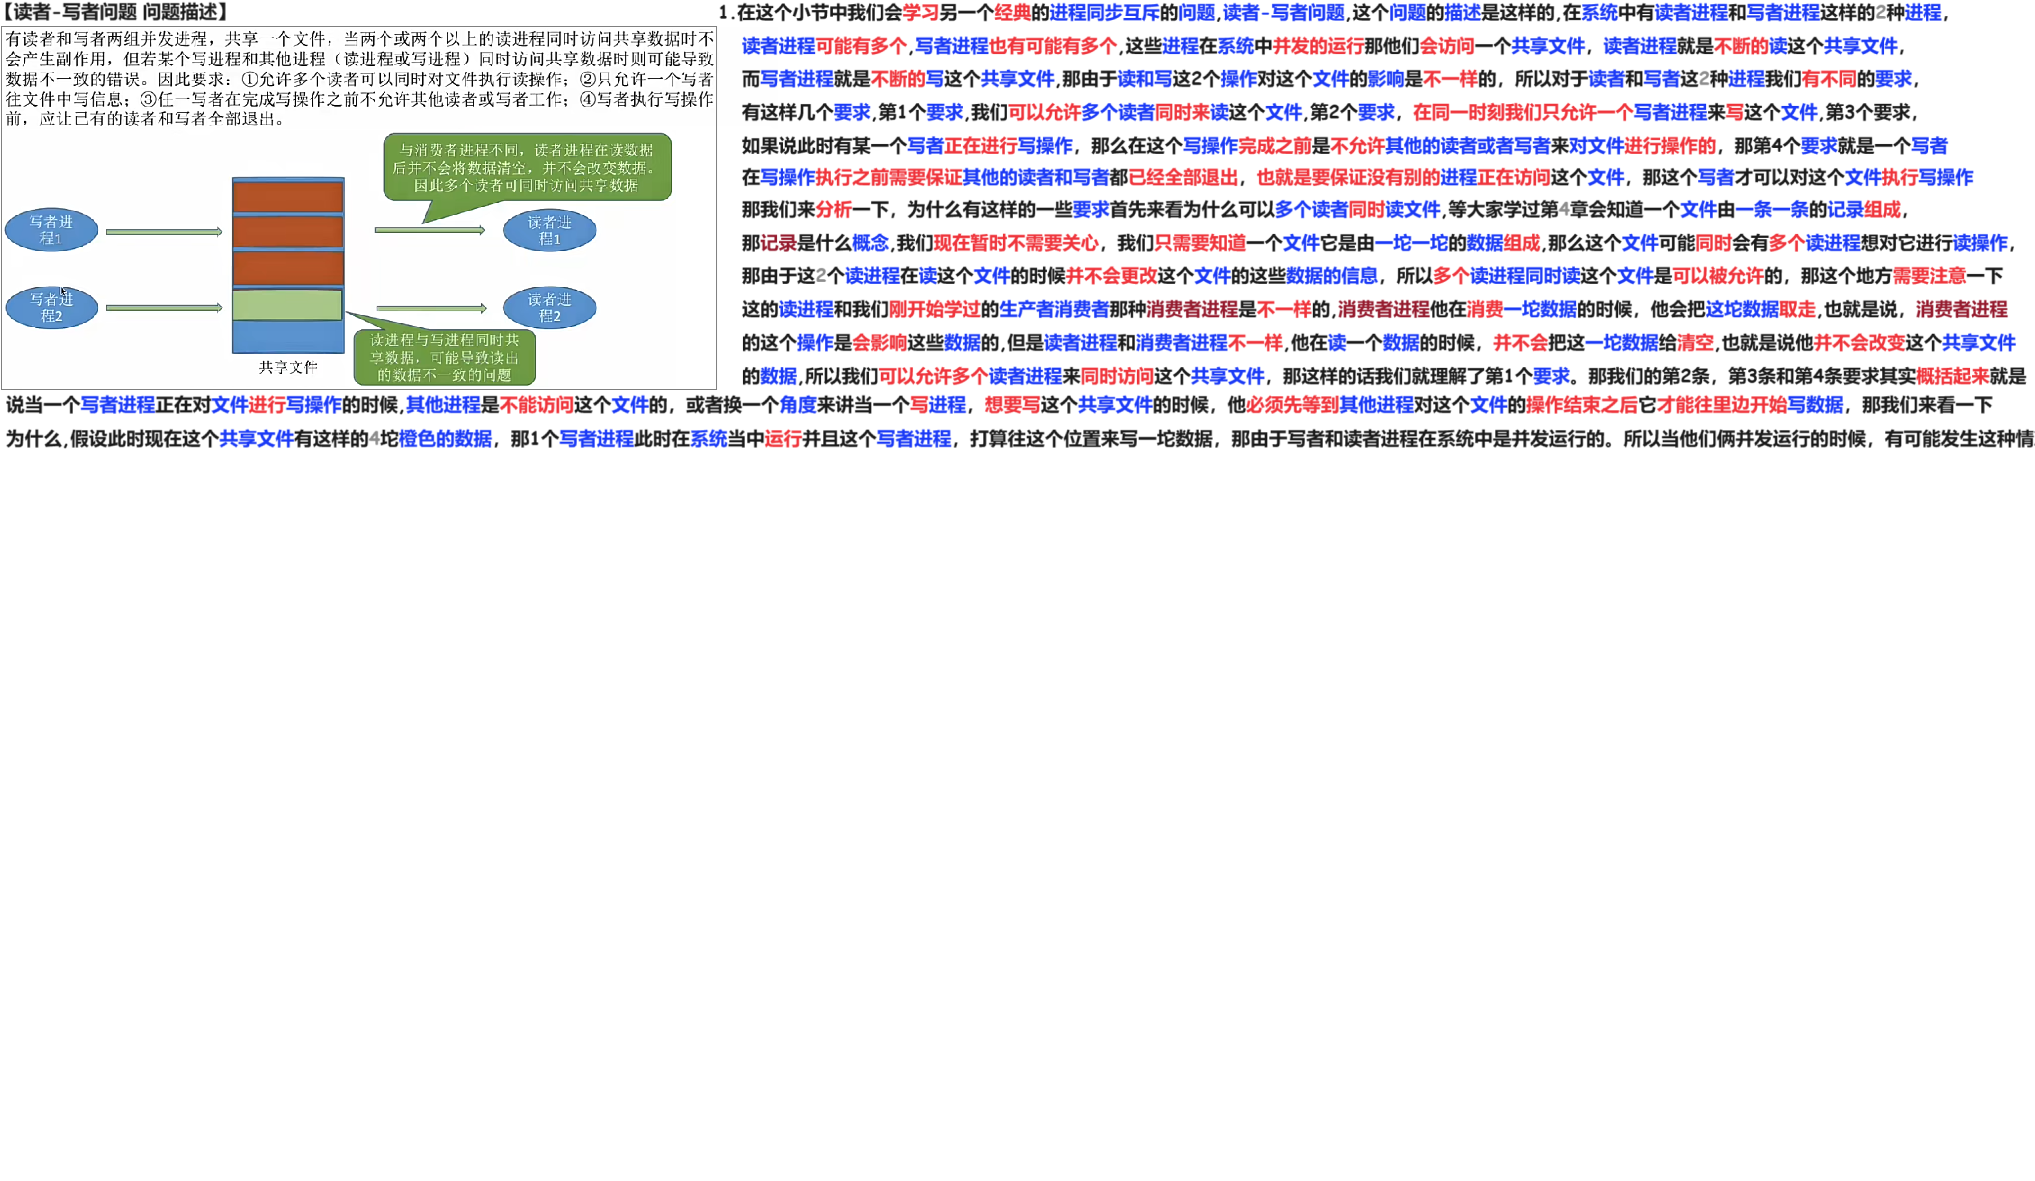 【读者-写者问题 问题描述】
有读者和写者两组并发进程，共享一个文件，当两个或两个以上的读进程同时访问共享数据时不
会产生副作用，但若某个写进程和其他进程（读进程或写进程）同时访问共享数据时则可能导致
数据不一致的错误。因此要求：①允许多个读者可以同时对文件执行读操作；②只允许一个写者
往文件中写信息；③任一写者在完成写操作之前不允许其他读者或写者工作；④写者执行写操作
前，应让已有的读者和写者全部退出。
与消费者进程不同，读者进程在读数据
后并不会将数据清空，并不会改变数据。
因此多个读者可同时访问共享数据
写者进
程1
读者进
程1
写者进
程2
读者进
程2
读进程与写进程同时共
享数据，可能导致读出
的数据不一致的问题
共享文件
1.在这个小节中我们会学习另一个经典的进程同步互斥的问题,读者-写者问题,这个问题的描述是这样的,在系统中有读者进程和写者进程这样的2种进程，
读者进程可能有多个,写者进程也有可能有多个,这些进程在系统中并发的运行那他们会访问一个共享文件，读者进程就是不断的读这个共享文件，
而写者进程就是不断的写这个共享文件,那由于读和写这2个操作对这个文件的影响是不一样的，所以对于读者和写者这2种进程我们有不同的要求，
有这样几个要求,第1个要求,我们可以允许多个读者同时来读这个文件,第2个要求，在同一时刻我们只允许一个写者进程来写这个文件,第3个要求，
如果说此时有某一个写者正在进行写操作，那么在这个写操作完成之前是不允许其他的读者或者写者来对文件进行操作的，那第4个要求就是一个写者
在写操作执行之前需要保证其他的读者和写者都已经全部退出，也就是要保证没有别的进程正在访问这个文件，那这个写者才可以对这个文件执行写操作
那我们来分析一下，为什么有这样的一些要求首先来看为什么可以多个读者同时读文件,等大家学过第4章会知道一个文件由一条一条的记录组成，
那记录是什么概念,我们现在暂时不需要关心，我们只需要知道一个文件它是由一坨一坨的数据组成,那么这个文件可能同时会有多个读进程想对它进行读操作，
那由于这2个读进程在读这个文件的时候并不会更改这个文件的这些数据的信息，所以多个读进程同时读这个文件是可以被允许的，那这个地方需要注意一下
这的读进程和我们刚开始学过的生产者消费者那种消费者进程是不一样的,消费者进程他在消费一坨数据的时候，他会把这坨数据取走,也就是说，消费者进程
的这个操作是会影响这些数据的,但是读者进程和消费者进程不一样,他在读一个数据的时候，并不会把这一坨数据给清空,也就是说他并不会改变这个共享文件
的数据,所以我们可以允许多个读者进程来同时访问这个共享文件，那这样的话我们就理解了第1个要求。那我们的第2条，第3条和第4条要求其实概括起来就是
说当一个写者进程正在对文件进行写操作的时候,其他进程是不能访问这个文件的，或者换一个角度来讲当一个写进程，想要写这个共享文件的时候，他必须先等到其他进程对这个文件的操作结束之后它才能往里边开始写数据，那我们来看一下
为什么,假设此时现在这个共享文件有这样的4坨橙色的数据，那1个写者进程此时在系统当中运行并且这个写者进程，打算往这个位置来写一坨数据，那由于写者和读者进程在系统中是并发运行的。所以当他们俩并发运行的时候，有可能发生这种情